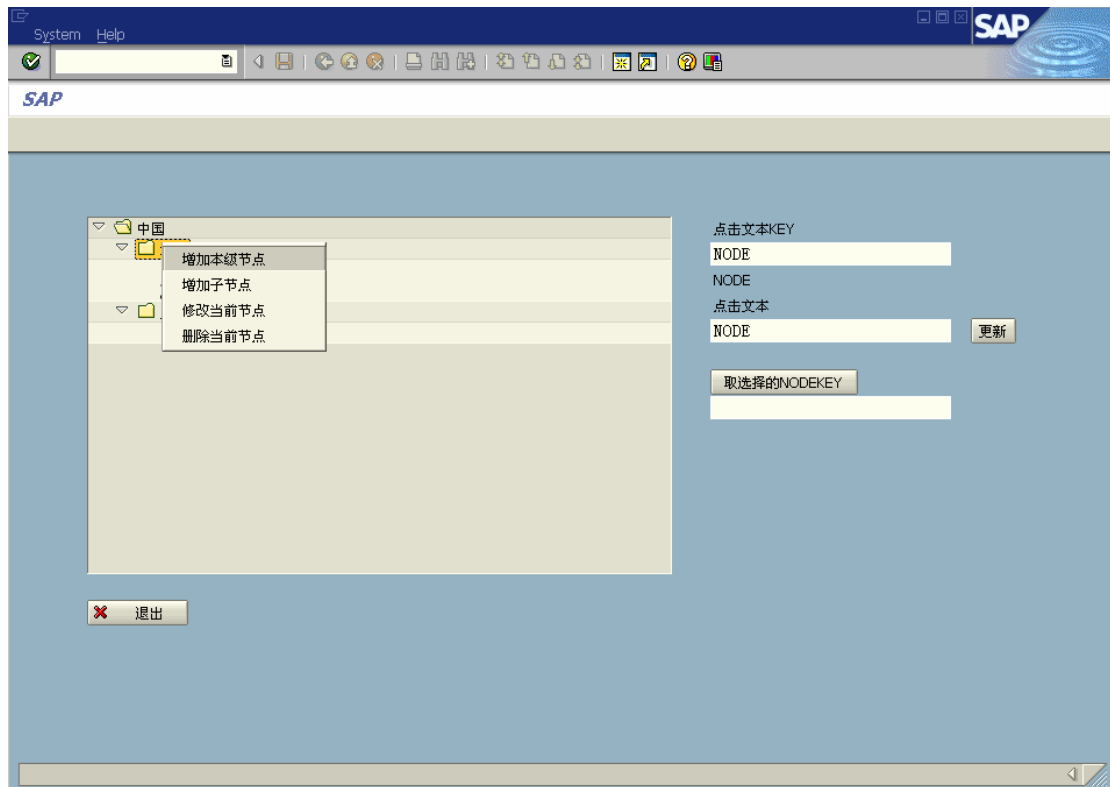 System Help
SAP
SAP
中国
增加本级节点
增加子节点
修改当前节点
删除当前节点
点击文本KEY
NODE
NODE
点击文本
NODE
更新
取选择的NODEKEY
退出